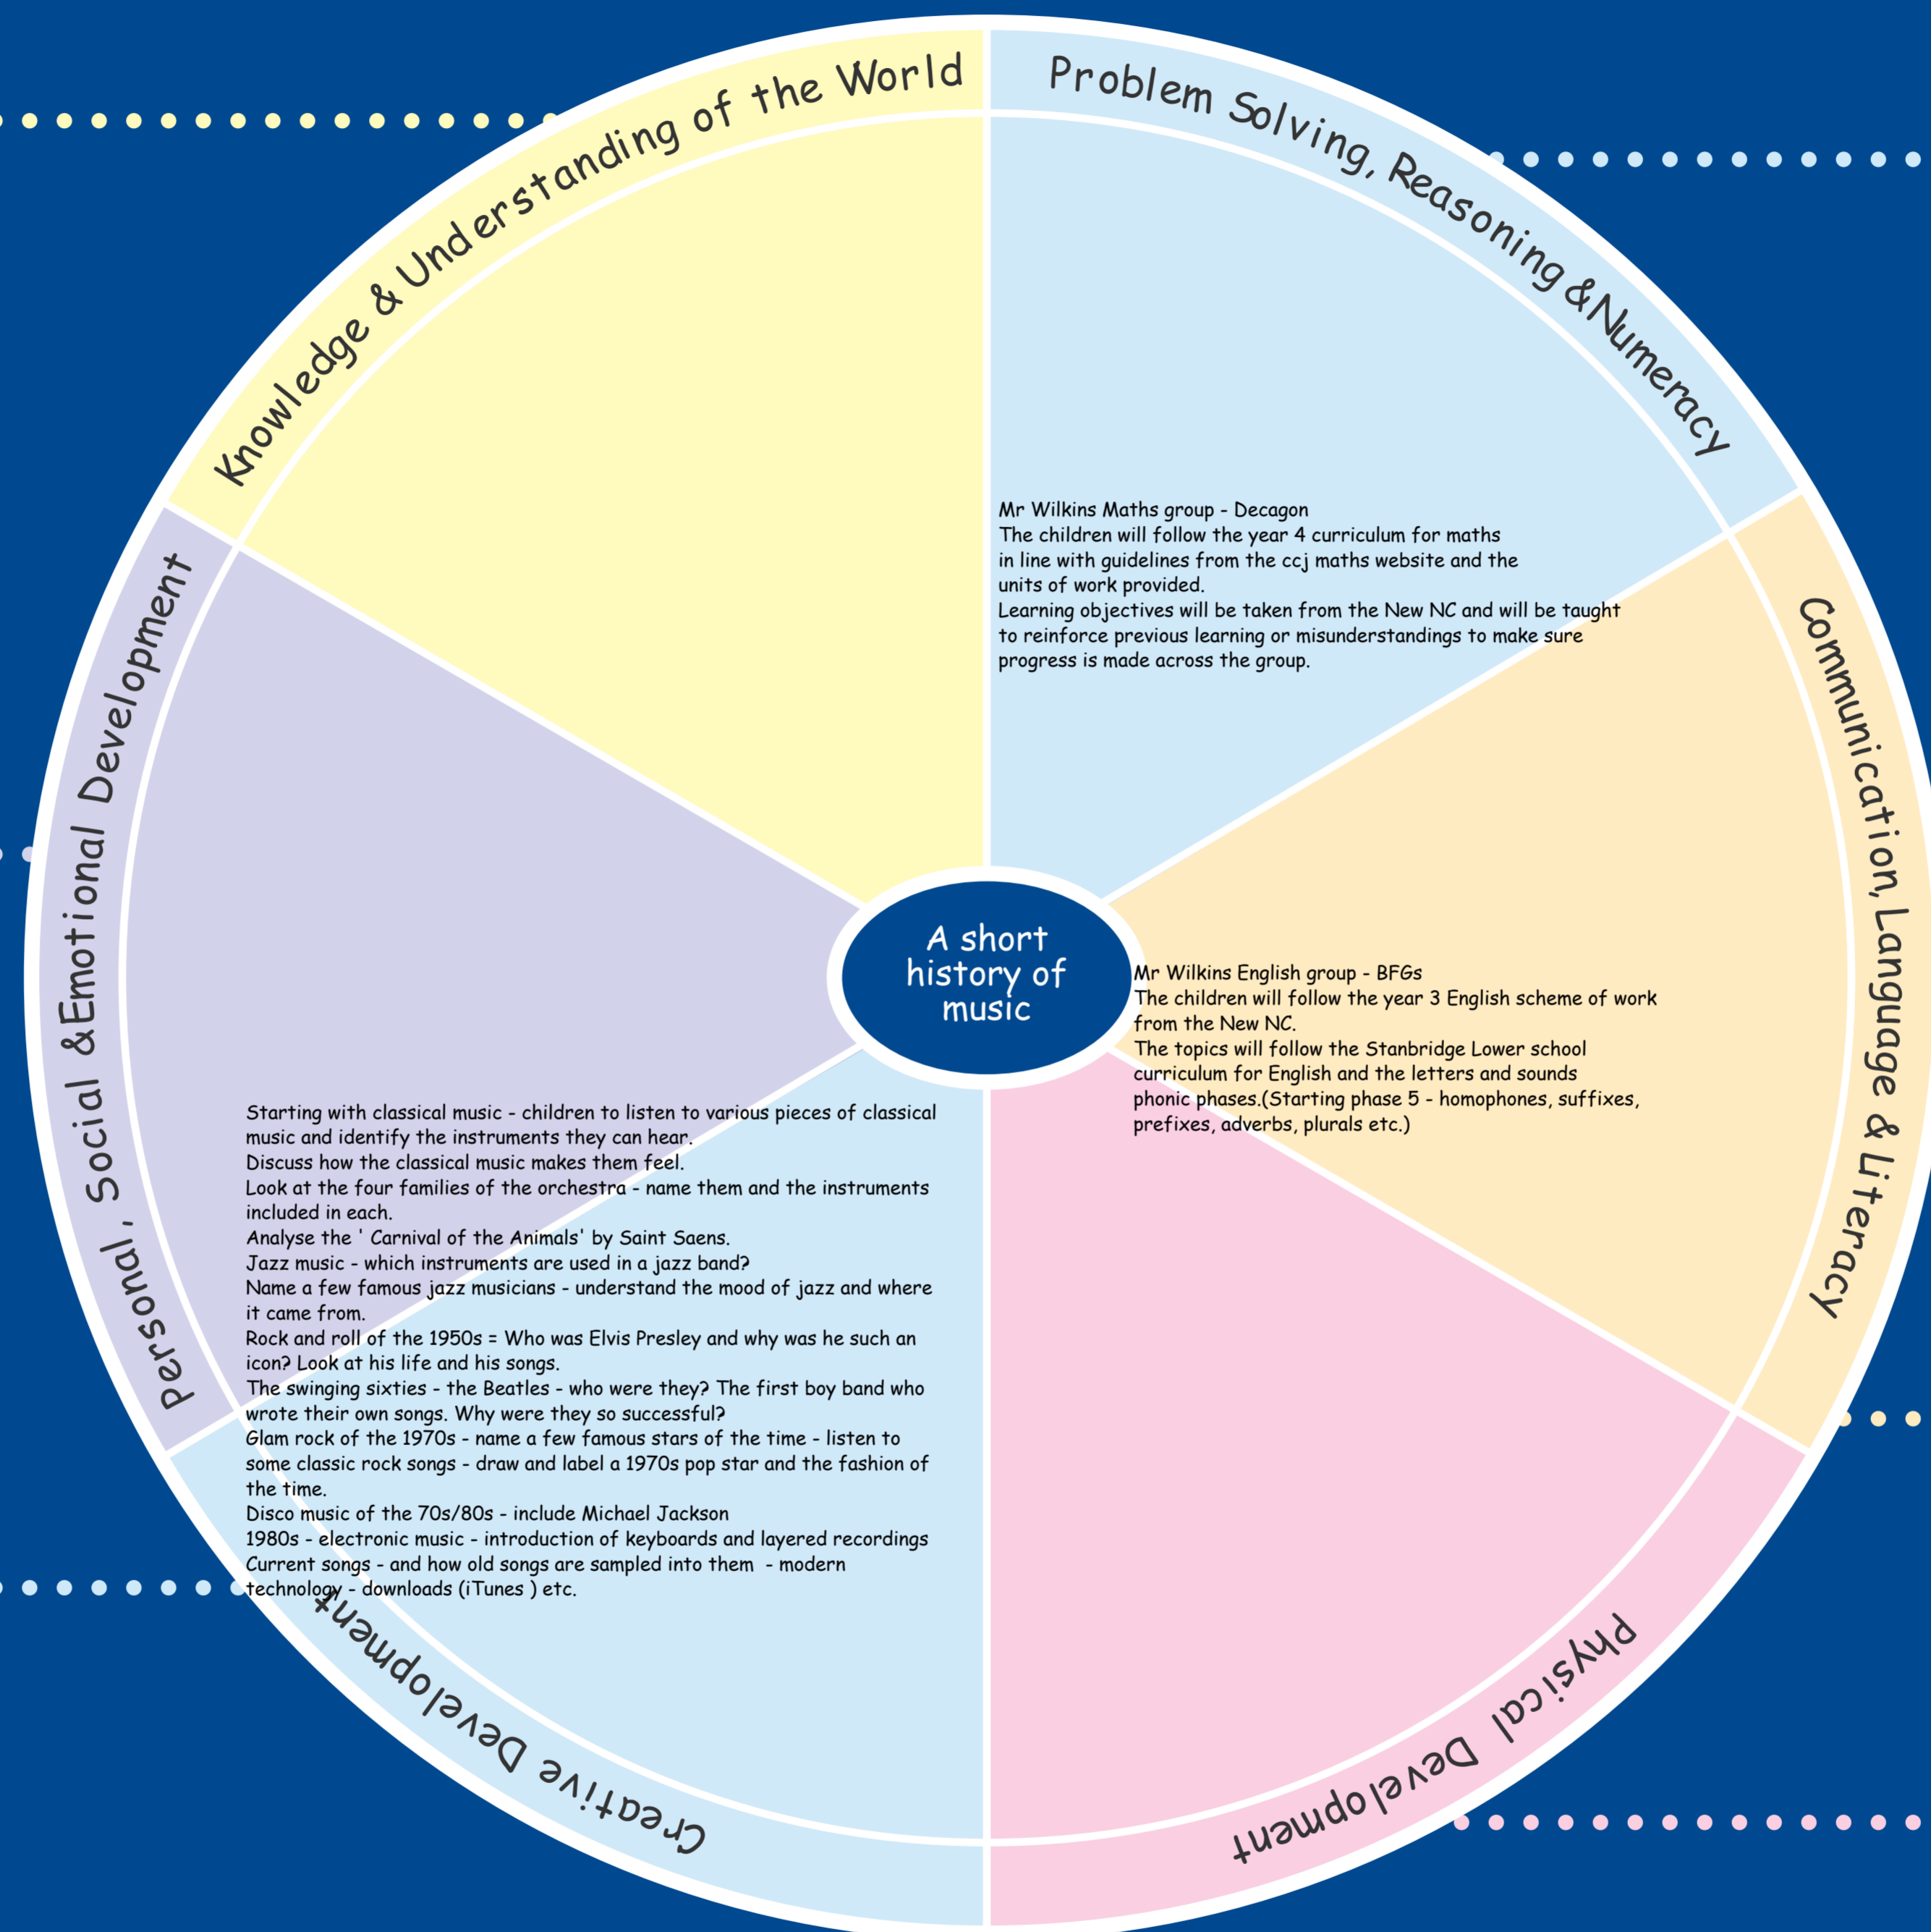 Knowledge & Understanding of the World
Problem Solving, Reasoning &Numeracy
Mr Wilkins Maths group - Decagon
The children will follow the year 4 curriculum for maths
in line with guidelines from the ccj maths website and the
units of work provided.
Learning objectives will be taken from the New NC and will be taught
to reinforce previous learning or misunderstandings to make sure
progress is made across the group.
Communication, Language & Literacy
Mr Wilkins English group - BFGs
The children will follow the year 3 English scheme of work
from the New NC.
The topics will follow the Stanbridge Lower school
curriculum for English and the letters and sounds
phonic phases.(Starting phase 5 - homophones, suffixes,
prefixes, adverbs, plurals etc.)
A short
history of
music
Personal, Social &Emotional Development
Starting with classical music - children to listen to various pieces of classical
music and identify the instruments they can hear.
Discuss how the classical music makes them feel.
Look at the four families of the orchestra - name them and the instruments
included in each.
Analyse the ' Carnival of the Animals' by Saint Saens.
Jazz music - which instruments are used in a jazz band?
Name a few famous jazz musicians - understand the mood of jazz and where
it came from.
Rock and roll of the 1950s = Who was Elvis Presley and why was he such an
icon? Look at his life and his songs.
The swinging sixties - the Beatles - who were they? The first boy band who
wrote their own songs. Why were they so successful?
Glam rock of the 1970s - name a few famous stars of the time - listen to
some classic rock songs - draw and label a 1970s pop star and the fashion of
the time.
Disco music of the 70s/80s - include Michael Jackson
1980s - electronic music - introduction of keyboards and layered recordings
Current songs - and how old songs are sampled into them  - modern
technology - downloads (iTunes ) etc.
Creative Development
Physical Development